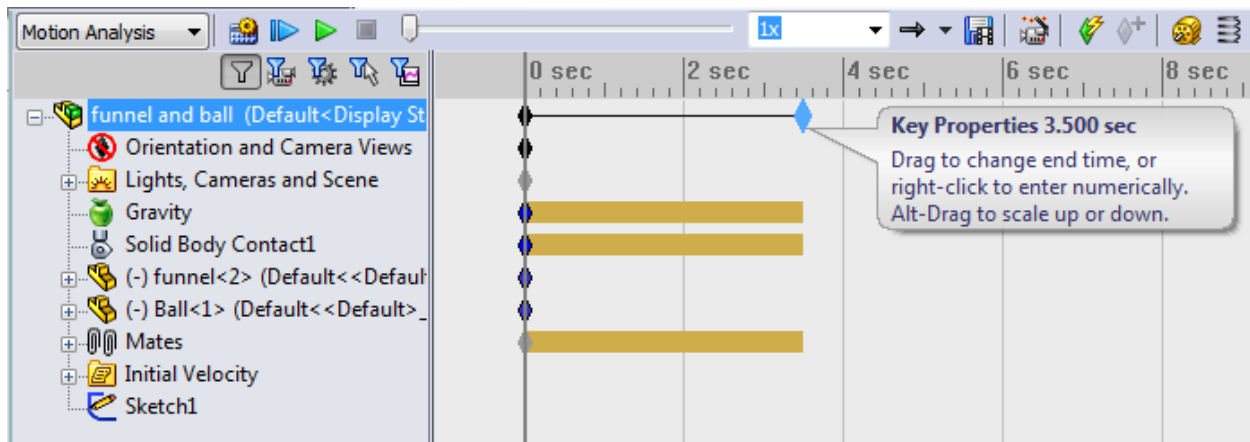 Motion Analysis 1x
0 sec 2 sec 4 sec 6 sec 8 sec
funnel and ball (Default<Display St
Key Properties 3.500 sec
Drag to change end time, or
right-click to enter numerically.
Alt-Drag to scale up or down.
Orientation and Camera Views
Lights, Cameras and Scene
Gravity
Solid Body Contact1
(-) funnel<2> (Default<<Defaul
(-) Ball<1> (Default<<Default>_
Mates
Initial Velocity
Sketch1